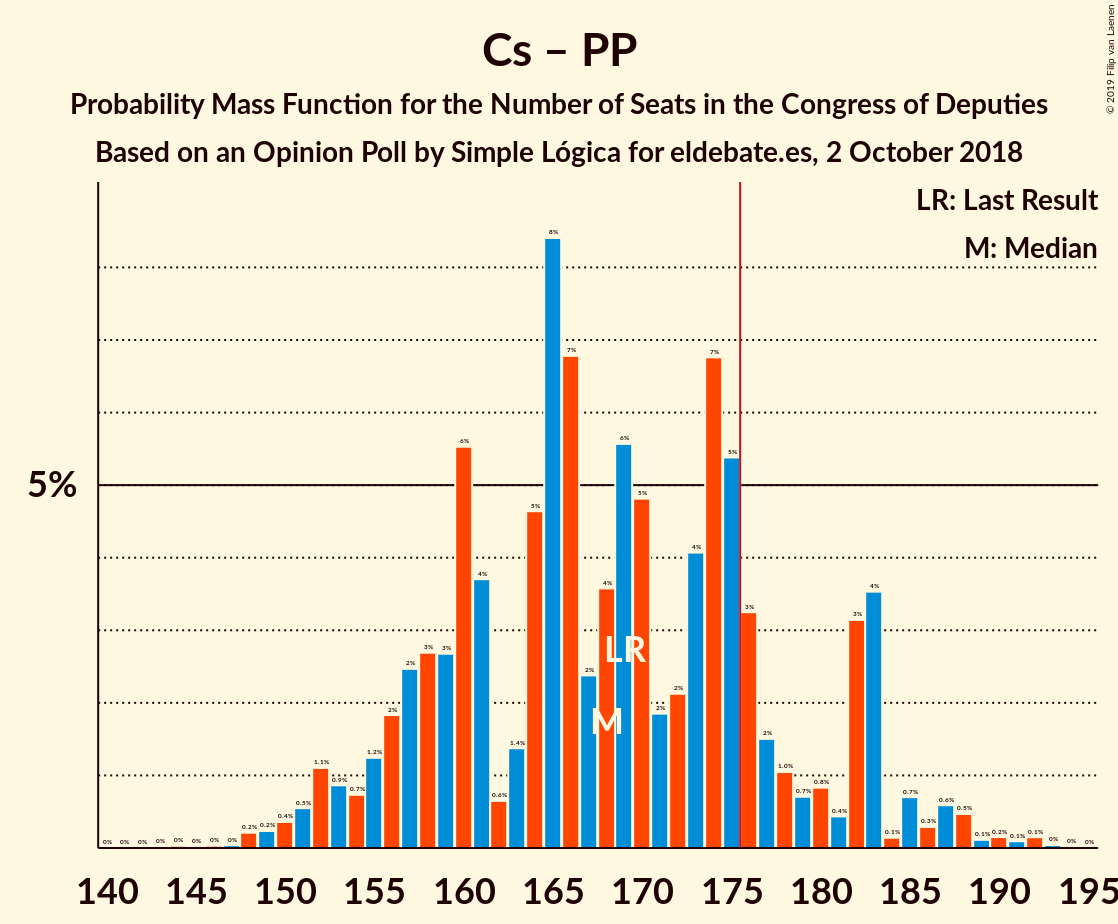 Cs – PP
Probability Mass Function for the Number of Seats in the Congress of Deputies
Based on an Opinion Poll by Simple Lógica for eldebate.es, 2 October 2018
© 2019 Filip van Laenen
LR: Last Result
M: Median
5%
0% 0% 0% 0% 0% 0% 0% 0% 0.2% 0.2% 0.4% 0.5% 1.1% 0.9% 0.7% 1.2% 2% 2% 3% 3% 6% 4% 0.6% 1.4% 5% 8% 7% 2% 4% 6% 5% 2% 2% 4% 7% 5% 3% 2% 1.0% 0.7% 0.8% 0.4% 3% 4% 0.1% 0.7% 0.3% 0.6% 0.5% 0.1% 0.2% 0.1% 0.1% 0% 0% 0%
LR
M
140 145 150 155 160 165 170 175 180 185 190 195